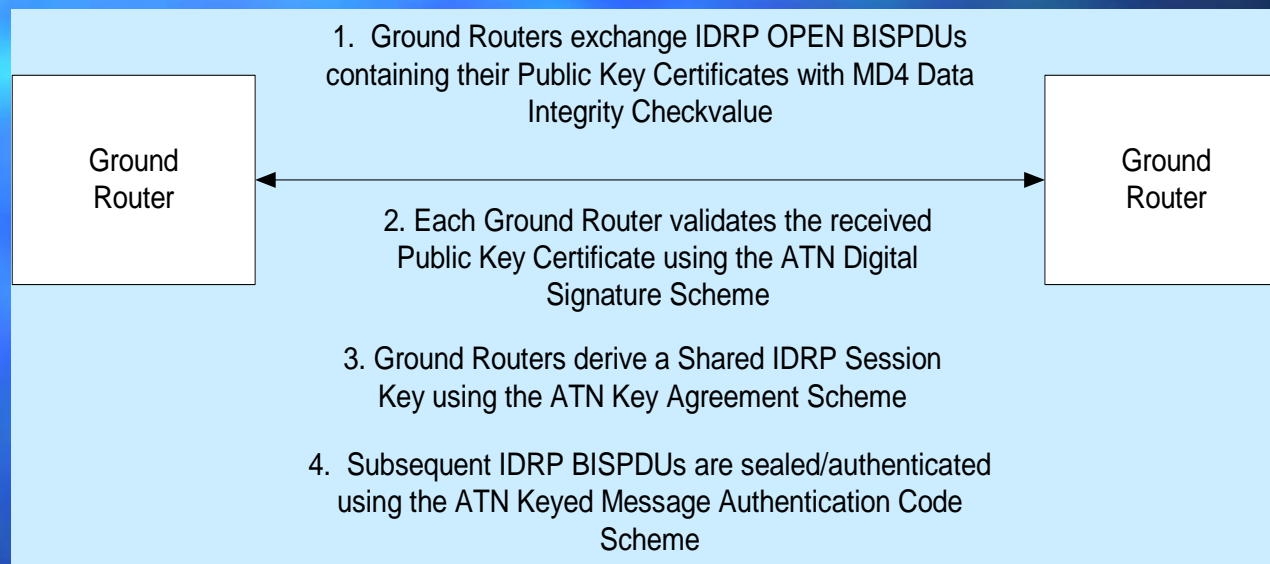 1. Ground Routers exchange IDRP OPEN BISPDUs
containing their Public Key Certificates with MD4 Data
Integrity Checkvalue
Ground
Router
Ground
Router
2. Each Ground Router validates the received
Public Key Certificate using the ATN Digital
Signature Scheme
3. Ground Routers derive a Shared IDRP Session
Key using the ATN Key Agreement Scheme
4. Subsequent IDRP BISPDUs are sealed/authenticated
using the ATN Keyed Message Authentication Code
Scheme